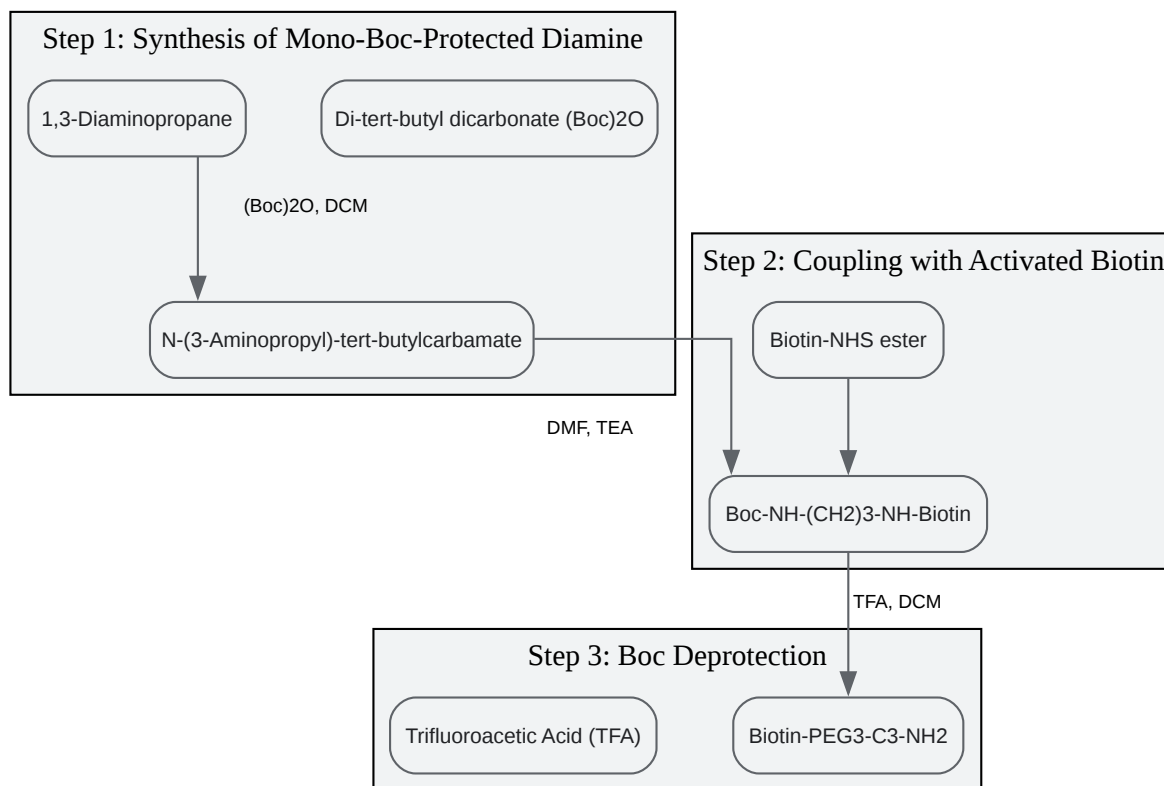 Step 1: Synthesis of Mono-Boc-Protected Diamine
1,3-Diaminopropane
Di-tert-butyl dicarbonate (Boc)2O
(Boc)2O, DCM
N-(3-Aminopropyl)-tert-butylcarbamate
Step 2: Coupling with Activated Biotin
Biotin-NHS ester
DMF, TEA
Boc-NH-(CH2)3-NH-Biotin
TFA, DCM
Step 3: Boc Deprotection
Trifluoroacetic Acid (TFA)
Biotin-PEG3-C3-NH2